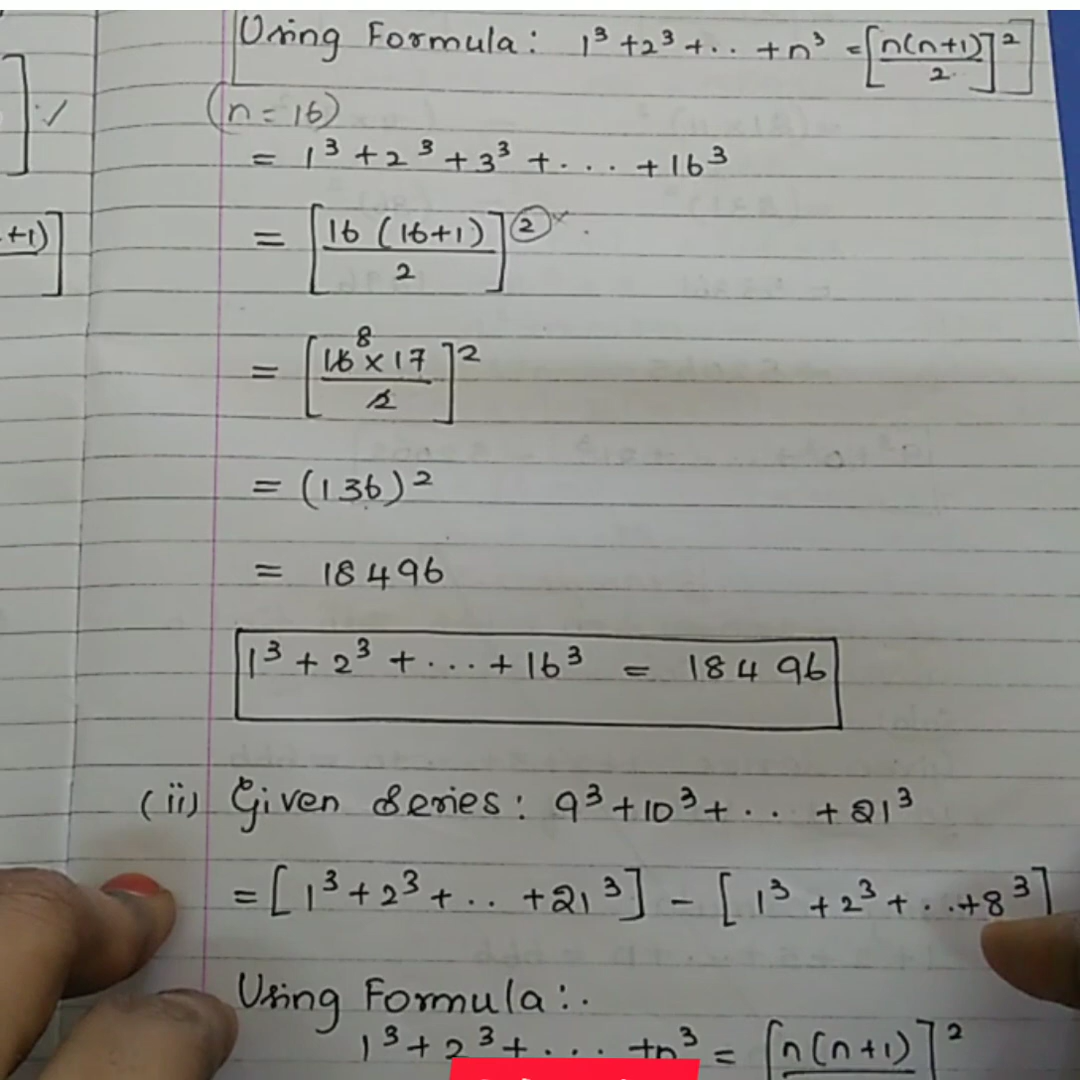 Using Formula: 1³ + 2³ + .. + n³ = [n(n+1)/2]²
(n = 16)
= 1³ + 2³ + 3³ + .... + 16³
+1)]
= [16 (16+1)/2]²
8
= [16 × 17/2]²
= (136)²
= 18496
1³ + 2³ + ... + 16³ = 18496
(ii) Given Series: 9³ + 10³ + .. + 21³
= [1³ + 2³ + .. + 21³] - [1³ + 2³ + ..+8³]
Using Formula:.
1³ + 2³ + .... +n³ = [n(n+1)]²